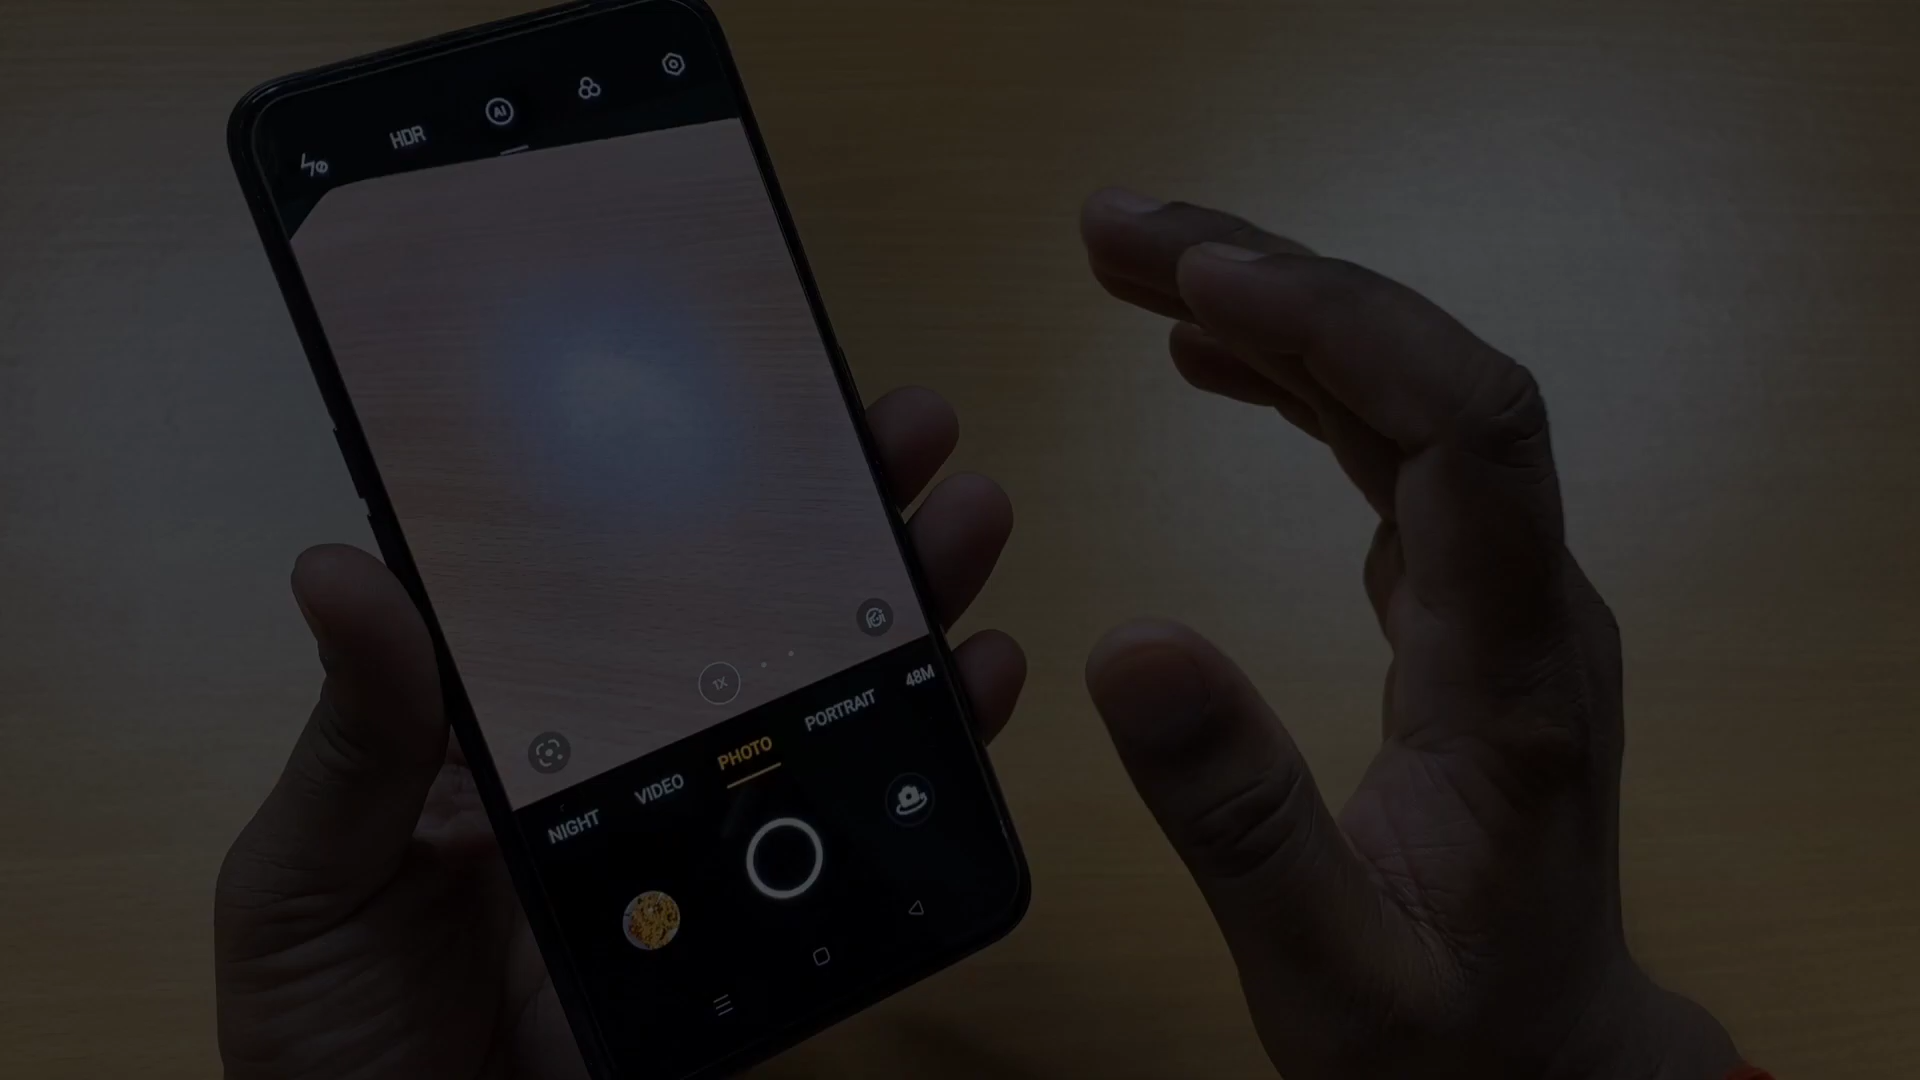 HDR
AI
1X
48M
PORTRAIT
PHOTO
VIDEO
NIGHT